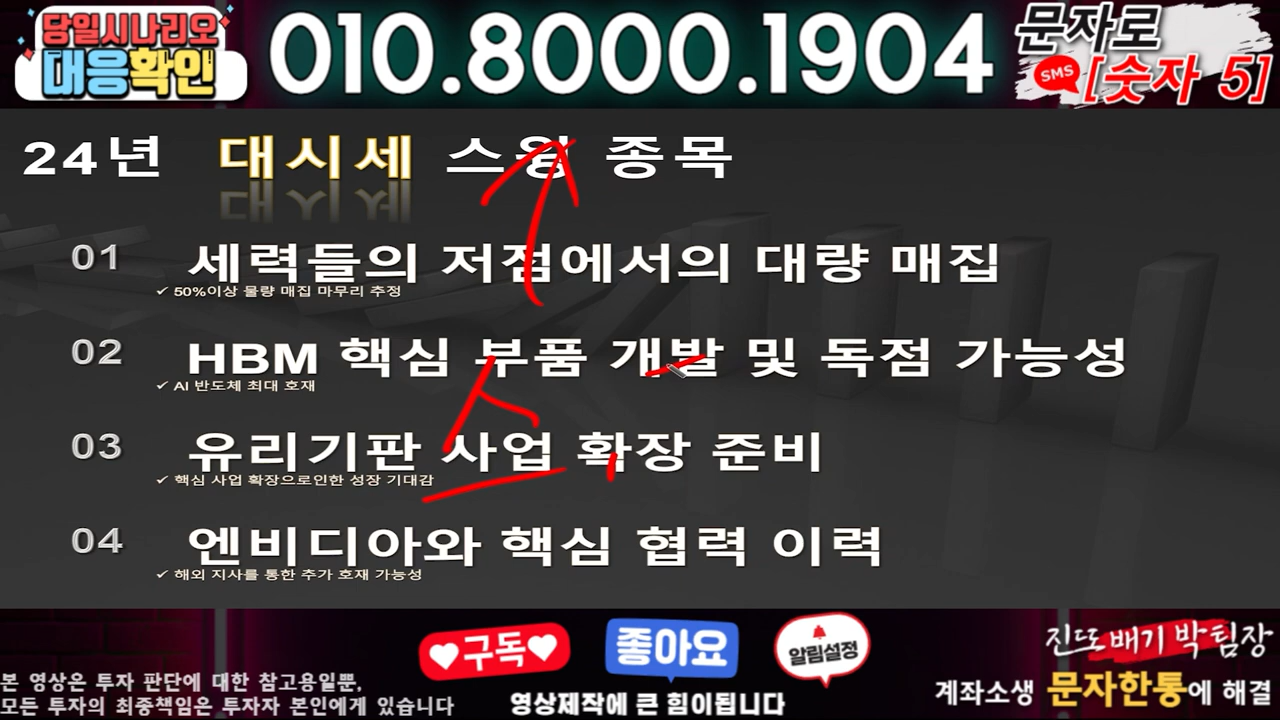 당일시나리오
대응확인
010.8000.1904
문자로
SMS [숫자 5]
24년 대시세 스윙 종목
01 세력들의 저점에서의 대량 매집
✓ 50%이상 물량 매집 마무리 추정
02 HBM 핵심 부품 개발 및 독점 가능성
✓ AI 반도체 최대 호재
03 유리기판 사업 확장 준비
✓ 핵심 사업 확장으로인한 성장 기대감
04 엔비디아와 핵심 협력 이력
✓ 해외 지사를 통한 추가 호재 가능성
구독
좋아요
알림설정
영상제작에 큰 힘이됩니다
본 영상은 투자 판단에 대한 참고용일뿐,
모든 투자의 최종책임은 투자자 본인에게 있습니다
진또배기 박팀장
계좌소생 문자한통에 해결